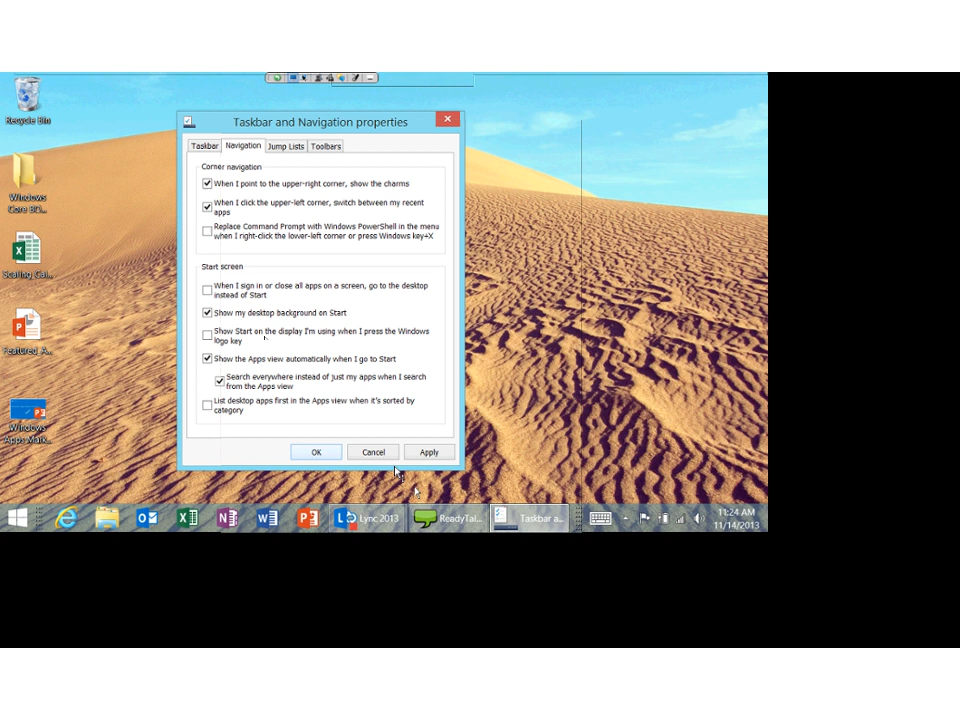 Taskbar and Navigation properties
Recycle Bin
Taskbar
Navigation
Jump Lists
Toolbars
Corner navigation
When I point to the upper-right corner, show the charms
When I click the upper-left corner, switch between my recent
apps
Replace Command Prompt with Windows PowerShell in the menu
when I right-click the lower-left corner or press Windows key+X
Windows
Core
Start screen
When I sign in or close all apps on a screen, go to the desktop
instead of Start
Show my desktop background on Start
Show Start on the display I'm using when I press the Windows
logo key
Show the Apps view automatically when I go to Start
Search everywhere instead of just my apps when I search
from the Apps view
List desktop apps first in the Apps view when it's sorted by
category
Featured_A...
Windows
OK
Cancel
Apply
Lync 2013
ReadyTal...
Taskbar a...
11:24 AM
11/14/2013